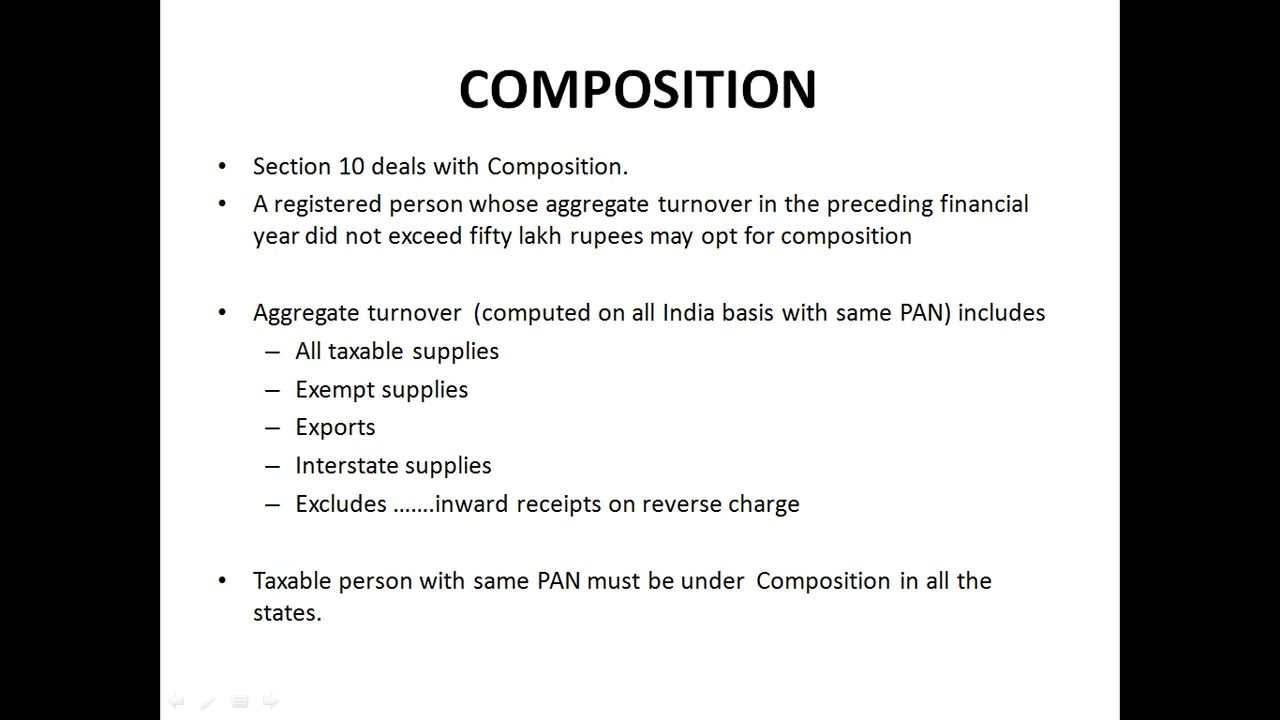 COMPOSITION
• Section 10 deals with Composition.
• A registered person whose aggregate turnover in the preceding financial
year did not exceed fifty lakh rupees may opt for composition
• Aggregate turnover (computed on all India basis with same PAN) includes
– All taxable supplies
– Exempt supplies
– Exports
– Interstate supplies
– Excludes …….inward receipts on reverse charge
• Taxable person with same PAN must be under Composition in all the
states.